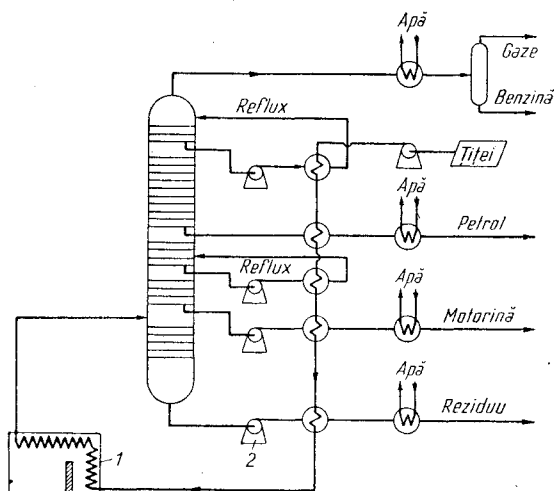 Apă
Gaze
Benzină
Reflux
Țiței
Apă
Petrol
Reflux
Apă
Motorină
Apă
Reziduu
1
2